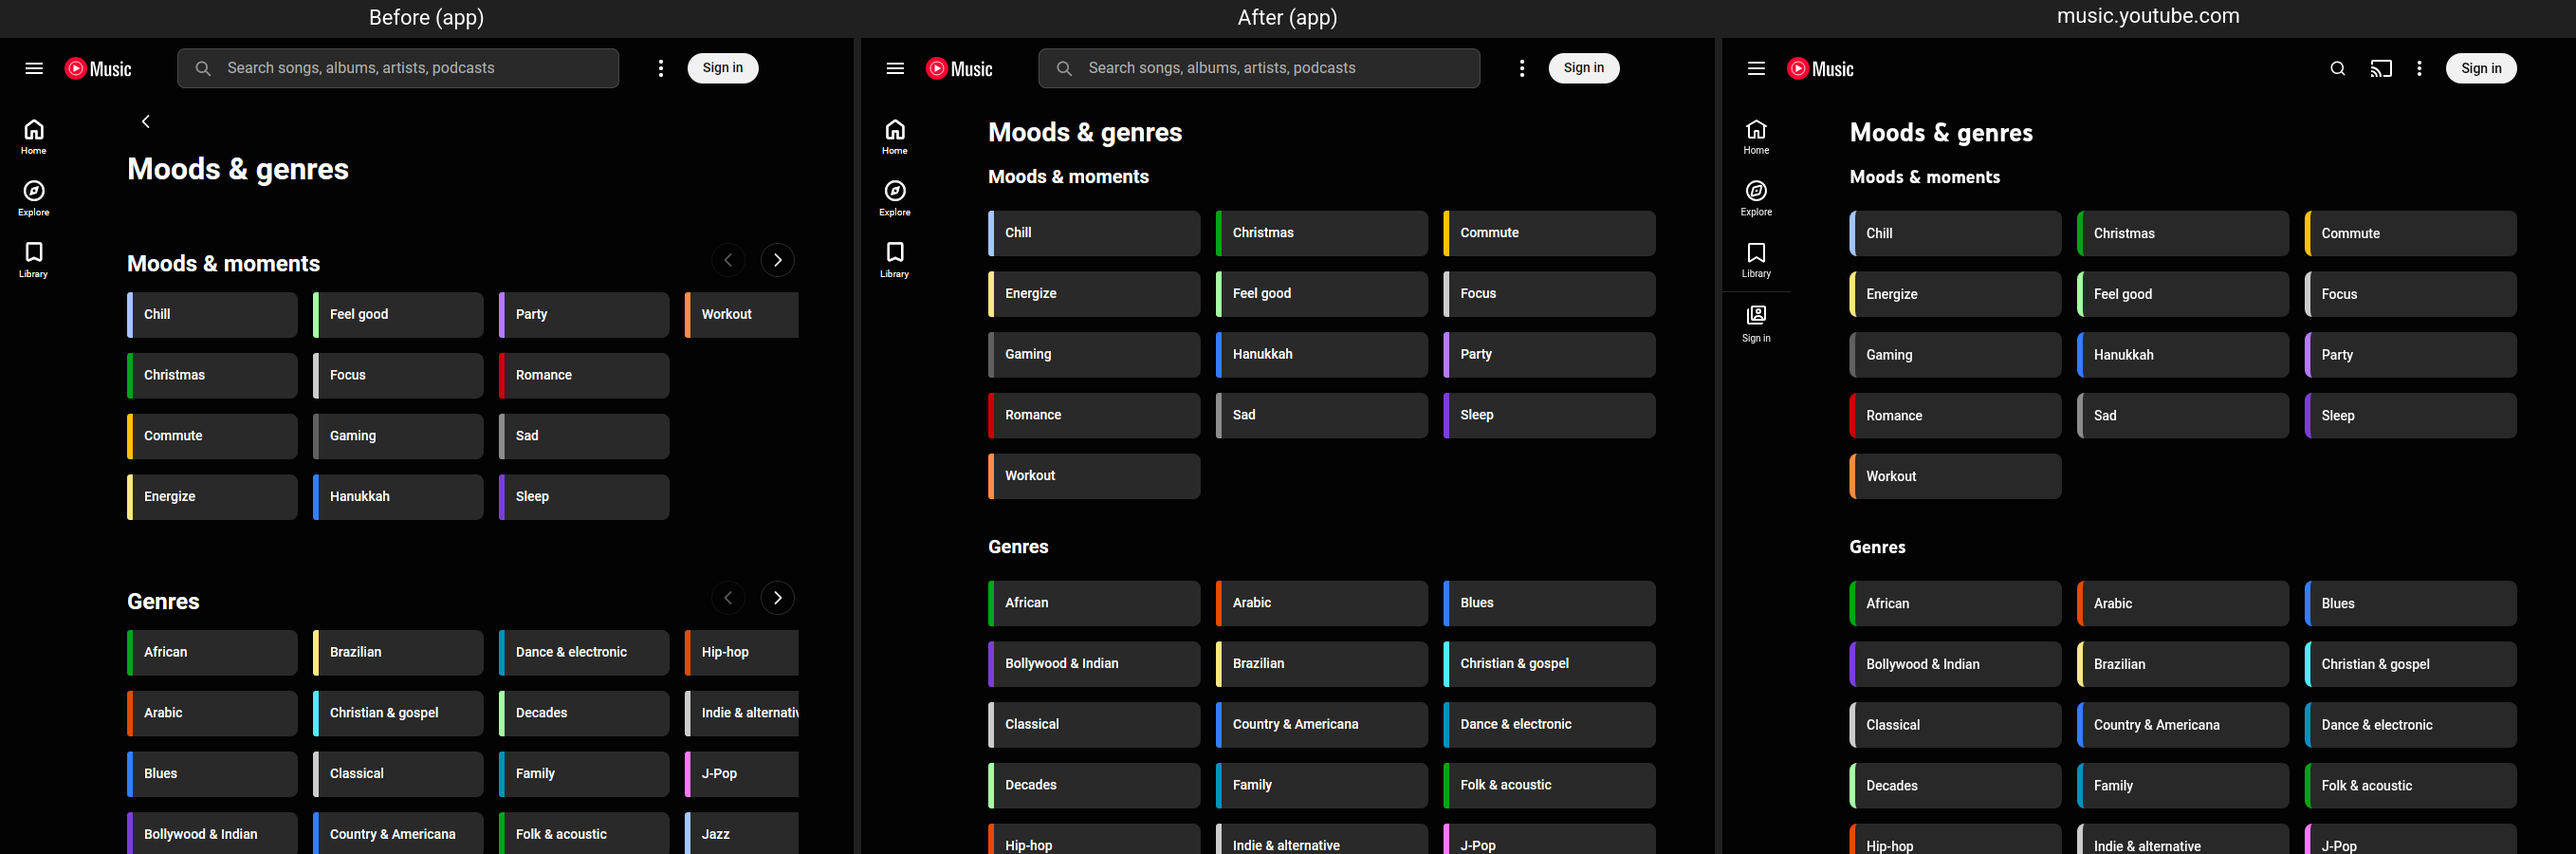 Before (app)
Music
Search songs, albums, artists, podcasts
Sign in
Home
Explore
Library
Moods & genres
Moods & moments
Chill
Feel good
Party
Workout
Christmas
Focus
Romance
Commute
Gaming
Sad
Energize
Hanukkah
Sleep
Genres
African
Brazilian
Dance & electronic
Hip-hop
Arabic
Christian & gospel
Decades
Indie & alternativ
Blues
Classical
Family
J-Pop
Bollywood & Indian
Country & Americana
Folk & acoustic
Jazz
After (app)
Music
Search songs, albums, artists, podcasts
Sign in
Home
Explore
Library
Moods & genres
Moods & moments
Chill
Christmas
Commute
Energize
Feel good
Focus
Gaming
Hanukkah
Party
Romance
Sad
Sleep
Workout
Genres
African
Arabic
Blues
Bollywood & Indian
Brazilian
Christian & gospel
Classical
Country & Americana
Dance & electronic
Decades
Family
Folk & acoustic
Hip-hop
Indie & alternative
J-Pop
music.youtube.com
Music
Sign in
Home
Explore
Library
Sign in
Moods & genres
Moods & moments
Chill
Christmas
Commute
Energize
Feel good
Focus
Gaming
Hanukkah
Party
Romance
Sad
Sleep
Workout
Genres
African
Arabic
Blues
Bollywood & Indian
Brazilian
Christian & gospel
Classical
Country & Americana
Dance & electronic
Decades
Family
Folk & acoustic
Hip-hop
Indie & alternative
J-Pop